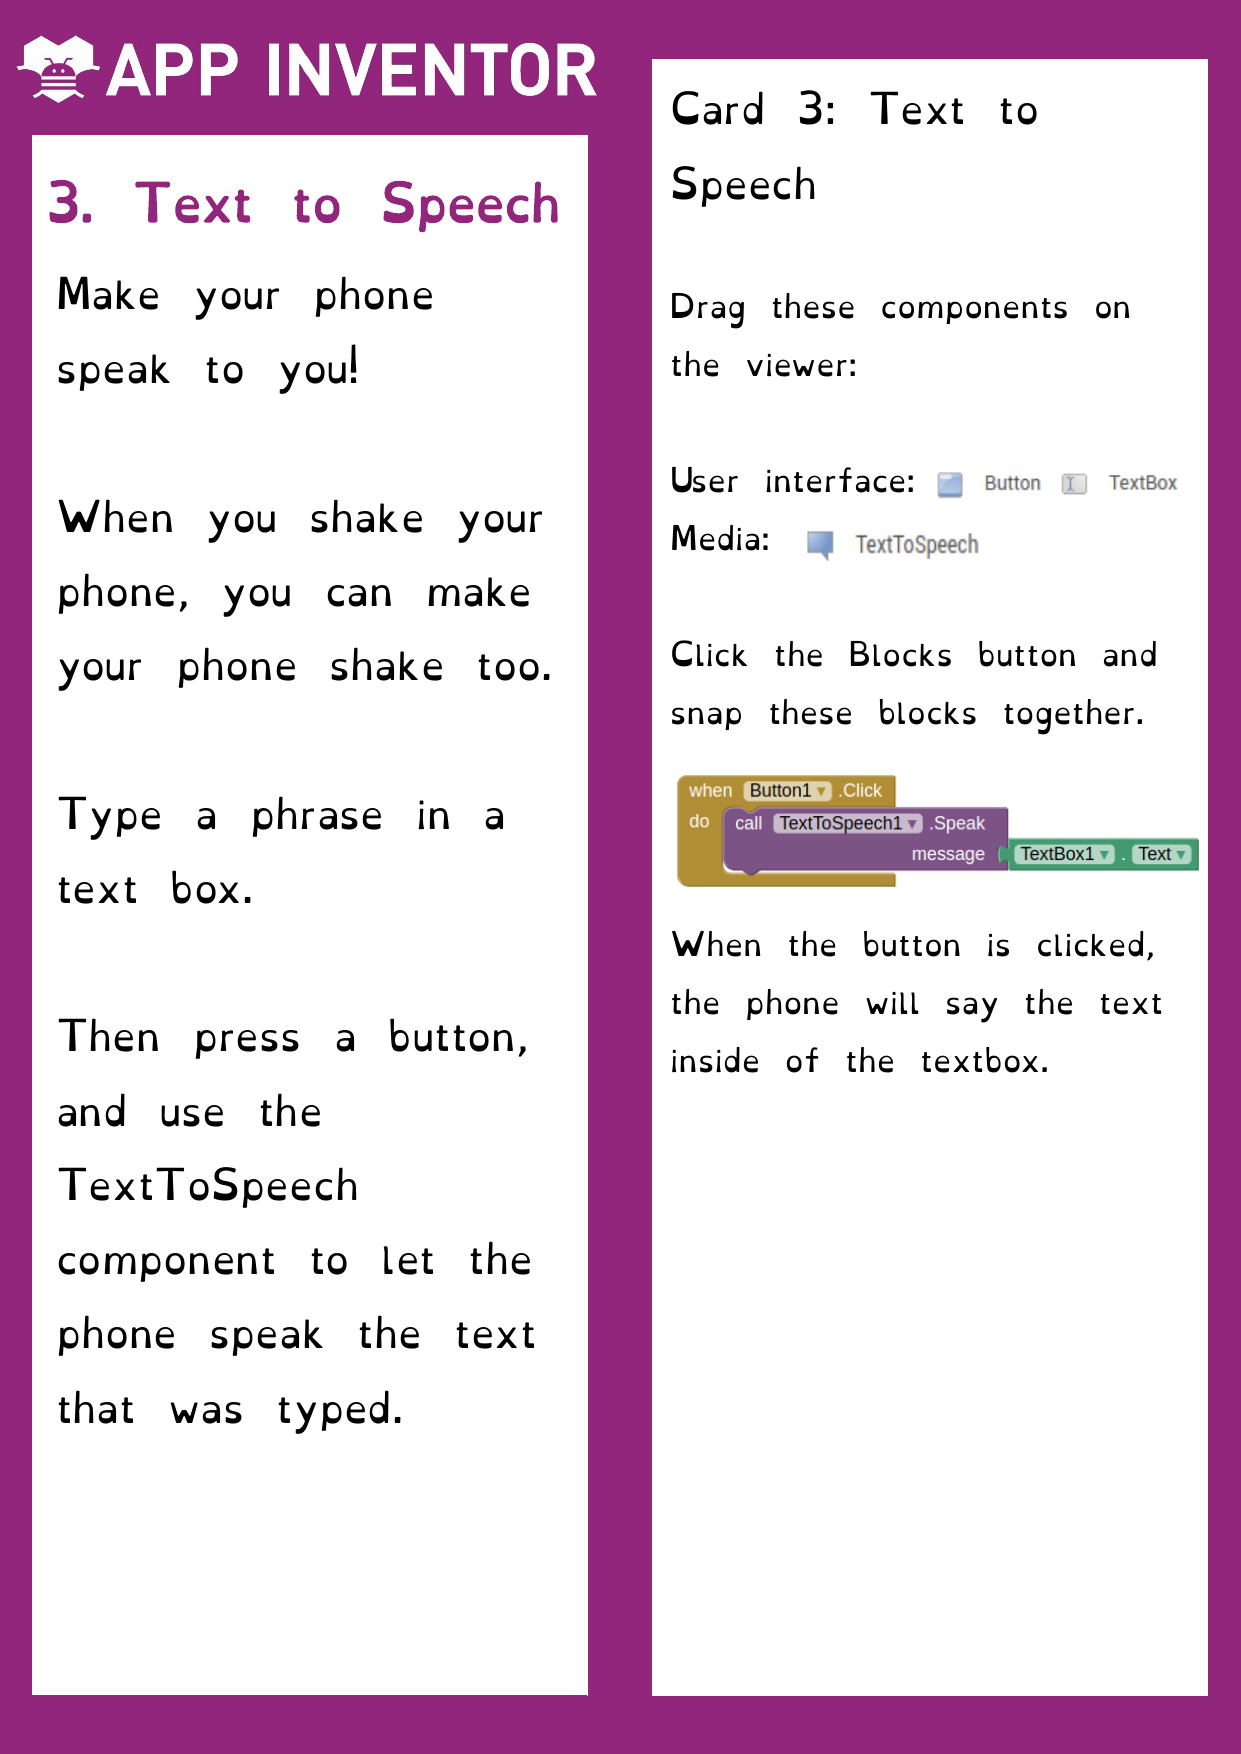 APP INVENTOR
3. Text to Speech
Make your phone
speak to you!
When you shake your
phone, you can make
your phone shake too.
Type a phrase in a
text box.
Then press a button,
and use the
TextToSpeech
component to let the
phone speak the text
that was typed.
Card 3: Text to
Speech
Drag these components on
the viewer:
User interface: Button TextBox
Media: TextToSpeech
Click the Blocks button and
snap these blocks together.
when Button1 .Click
do call TextToSpeech1 .Speak
message TextBox1 . Text
When the button is clicked,
the phone will say the text
inside of the textbox.